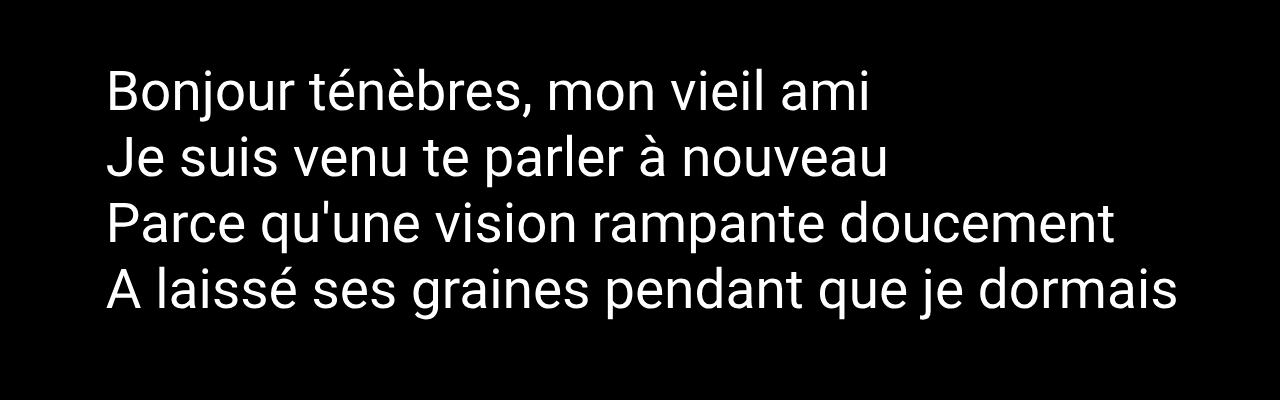 Bonjour ténèbres, mon vieil ami
Je suis venu te parler à nouveau
Parce qu'une vision rampante doucement
A laissé ses graines pendant que je dormais